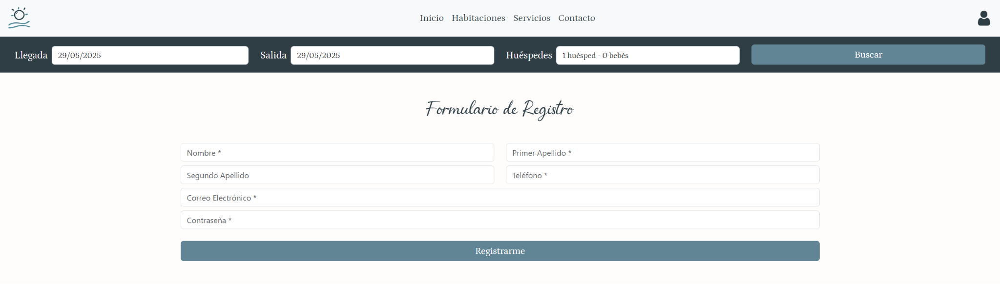 Inicio Habitaciones Servicios Contacto
Llegada 29/05/2025 Salida 29/05/2025 Huéspedes 1 huésped - 0 bebés Buscar
Formulario de Registro
Nombre * Primer Apellido *
Segundo Apellido Teléfono *
Correo Electrónico *
Contraseña *
Registrarme